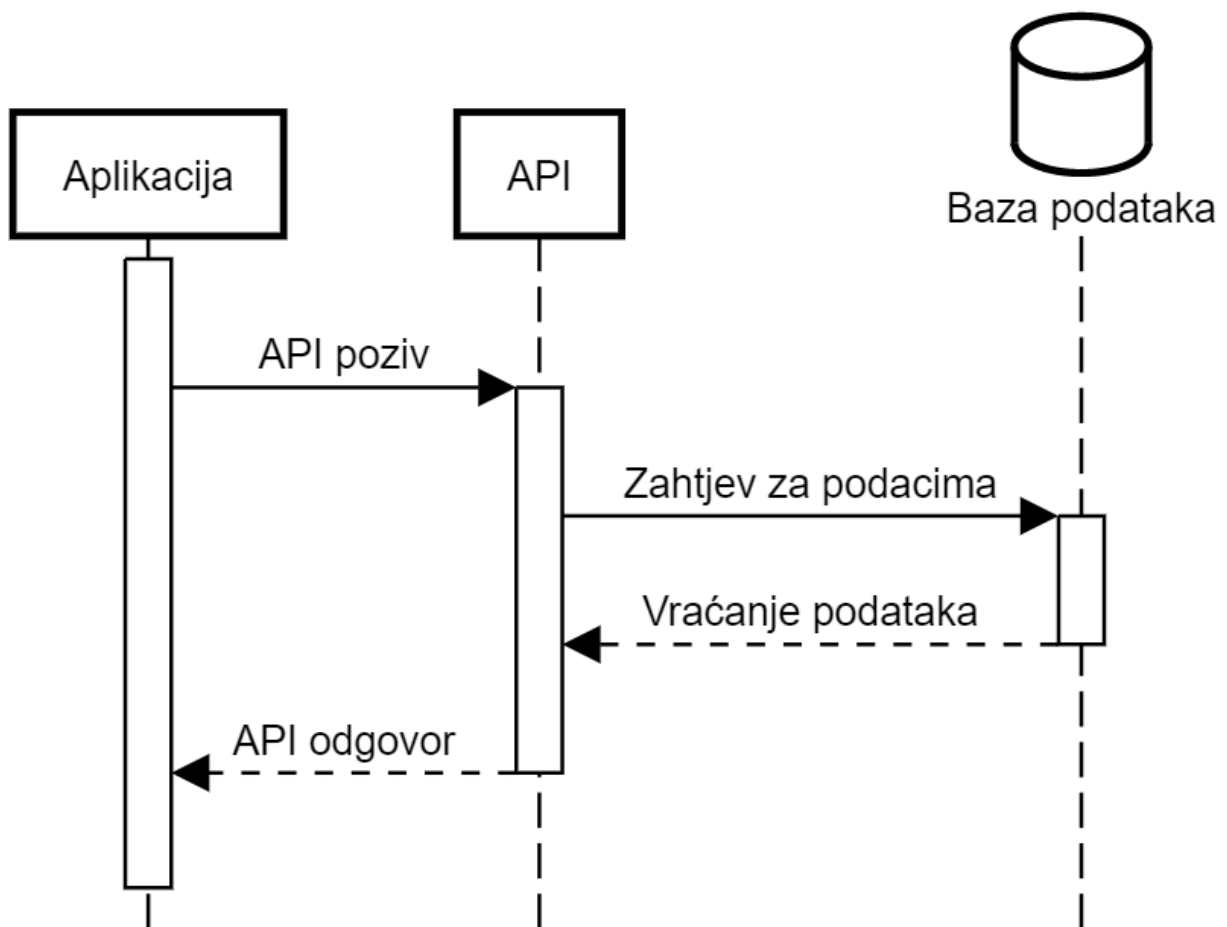 Aplikacija
API
Baza podataka
API poziv
Zahtjev za podacima
Vraćanje podataka
API odgovor